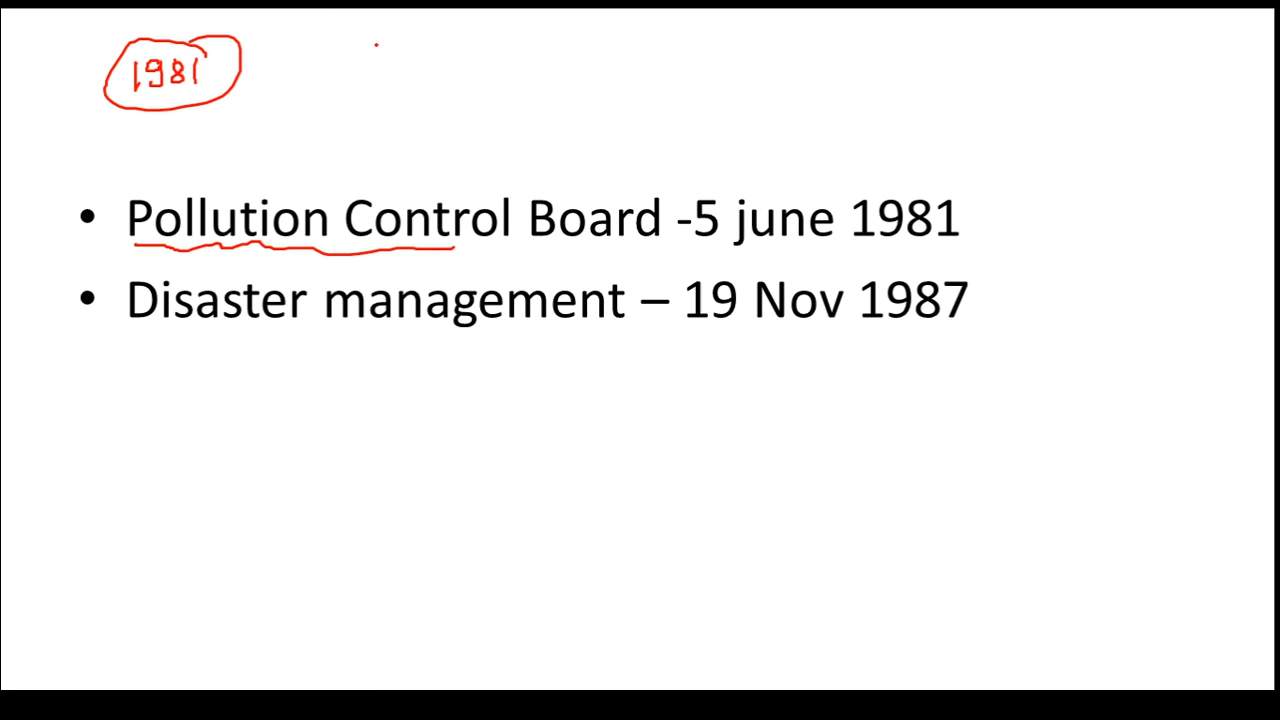 1981
• Pollution Control Board -5 june 1981
• Disaster management – 19 Nov 1987